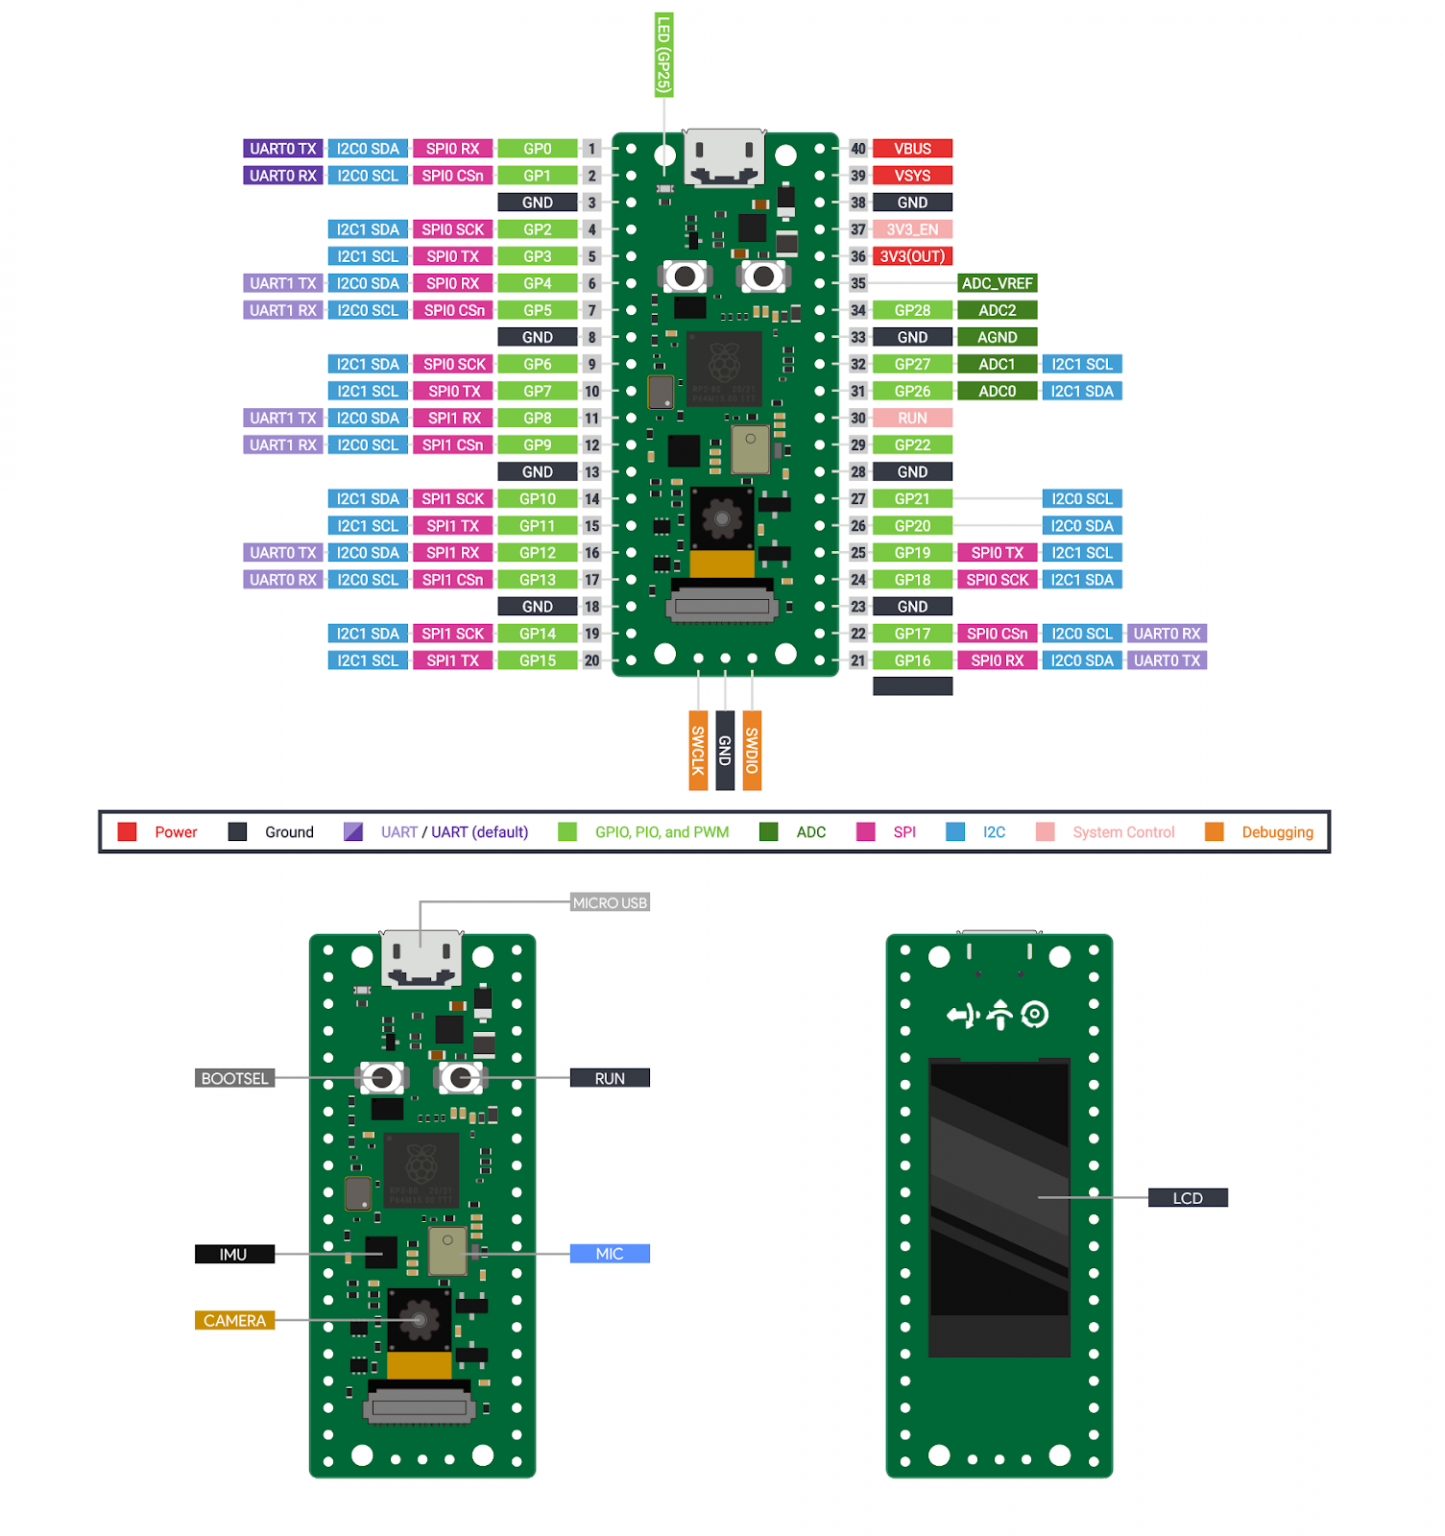 LED (GP25)
UART0 TX I2C0 SDA SPI0 RX GP0 1 40 VBUS
UART0 RX I2C0 SCL SPI0 CSn GP1 2 39 VSYS
GND 3 38 GND
I2C1 SDA SPI0 SCK GP2 4 37 3V3_EN
I2C1 SCL SPI0 TX GP3 5 36 3V3(OUT)
UART1 TX I2C0 SDA SPI0 RX GP4 6 35 ADC_VREF
UART1 RX I2C0 SCL SPI0 CSn GP5 7 34 GP28 ADC2
GND 8 33 GND AGND
I2C1 SDA SPI0 SCK GP6 9 32 GP27 ADC1 I2C1 SCL
I2C1 SCL SPI0 TX GP7 10 31 GP26 ADC0 I2C1 SDA
UART1 TX I2C0 SDA SPI1 RX GP8 11 30 RUN
UART1 RX I2C0 SCL SPI1 CSn GP9 12 29 GP22
GND 13 28 GND
I2C1 SDA SPI1 SCK GP10 14 27 GP21 I2C0 SCL
I2C1 SCL SPI1 TX GP11 15 26 GP20 I2C0 SDA
UART0 TX I2C0 SDA SPI1 RX GP12 16 25 GP19 SPI0 TX I2C1 SCL
UART0 RX I2C0 SCL SPI1 CSn GP13 17 24 GP18 SPI0 SCK I2C1 SDA
GND 18 23 GND
I2C1 SDA SPI1 SCK GP14 19 22 GP17 SPI0 CSn I2C0 SCL UART0 RX
I2C1 SCL SPI1 TX GP15 20 21 GP16 SPI0 RX I2C0 SDA UART0 TX
SWCLK GND SWDIO
Power Ground UART / UART (default) GPIO, PIO, and PWM ADC SPI I2C System Control Debugging
MICRO USB
BOOTSEL RUN
LCD
IMU MIC
CAMERA